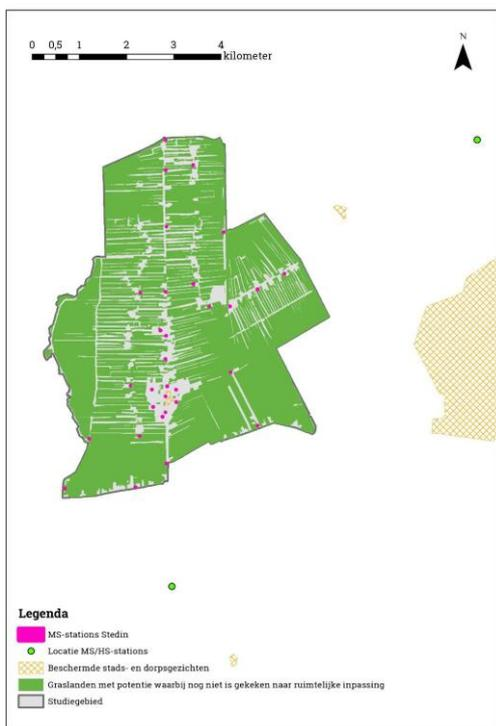 0 0,5 1 2 3 4 kilometer
N
Legenda
MS-stations Stedin
Locatie MS/HS-stations
Beschermde stads- en dorpsgezichten
Graslanden met potentie waarbij nog niet is gekeken naar ruimtelijke inpassing
Studiegebied